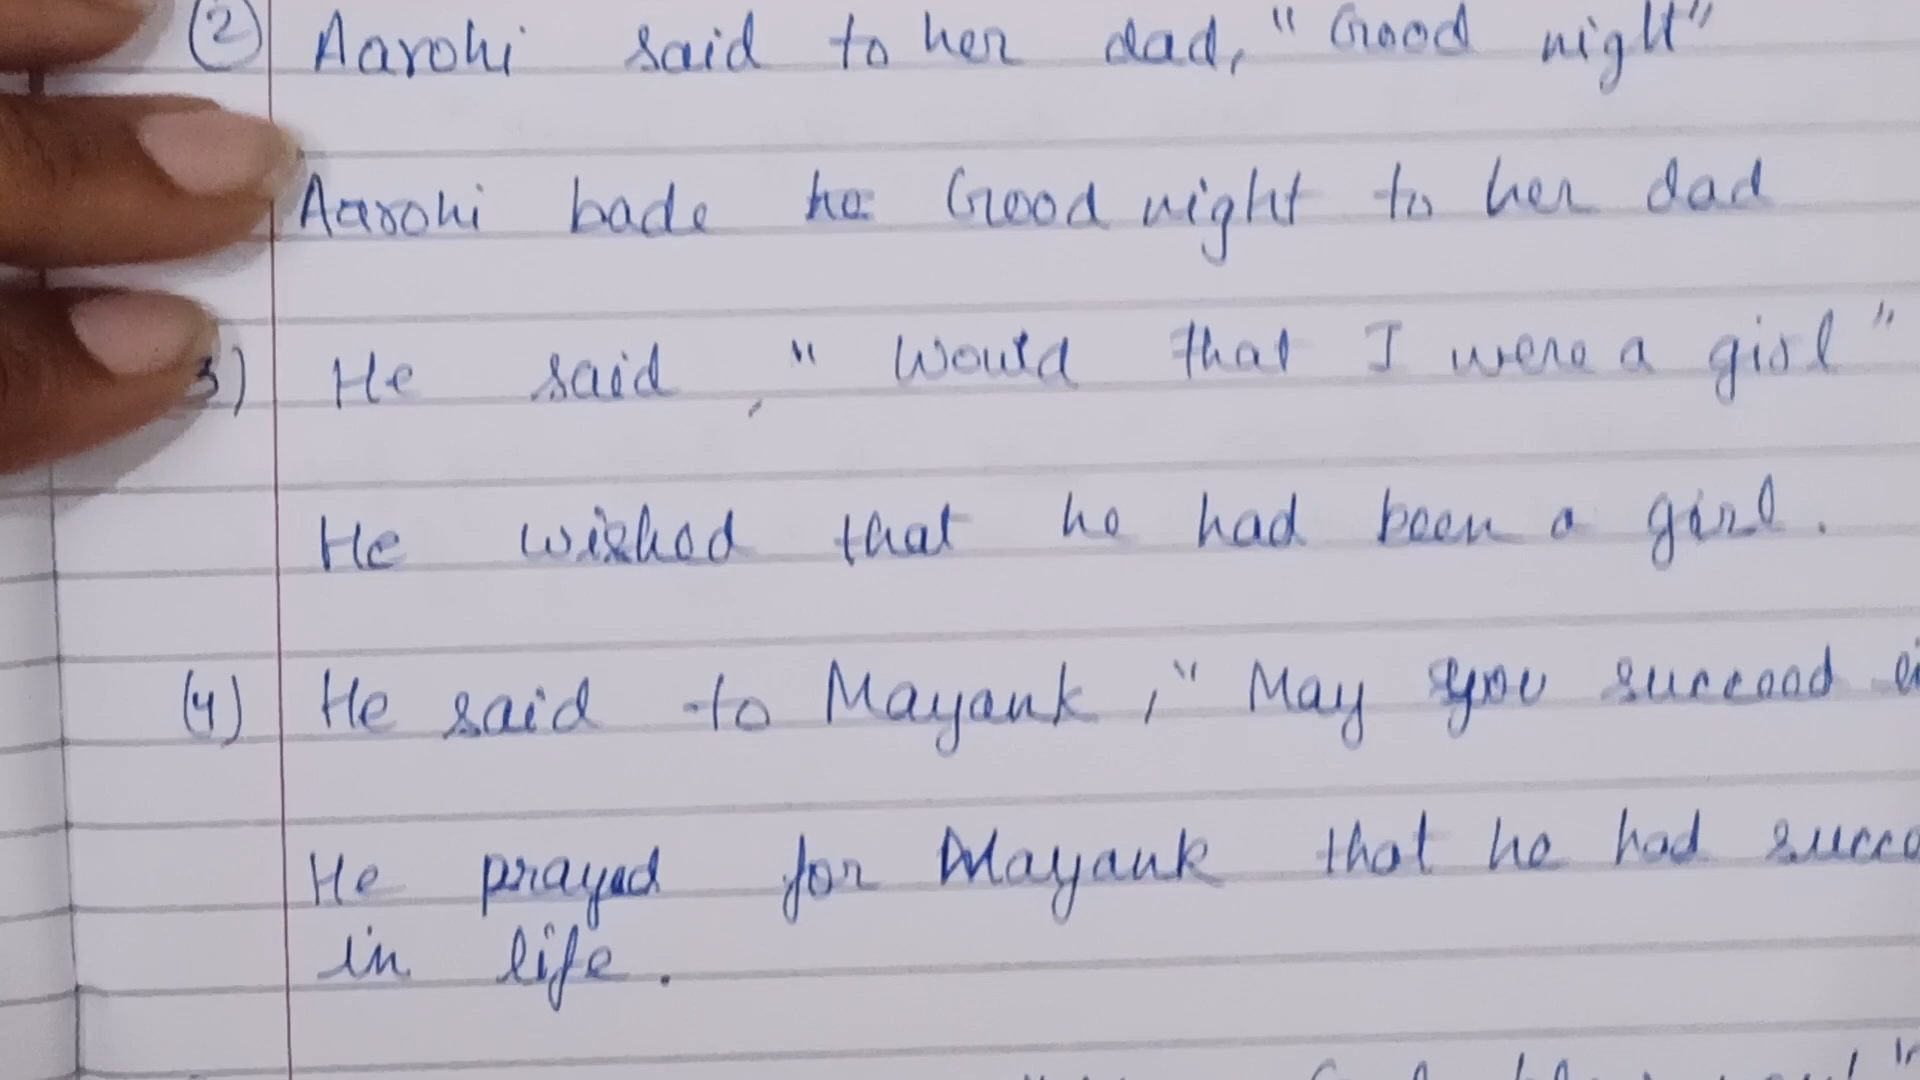 (2) Aarohi said to her dad, "Good night"
Aarohi bade Good night to her dad
3) He said, "Would that I were a girl"
He wished that he had been a girl.
(4) He said to Mayank, "May you succeed
He prayed for Mayank that he had
in life.